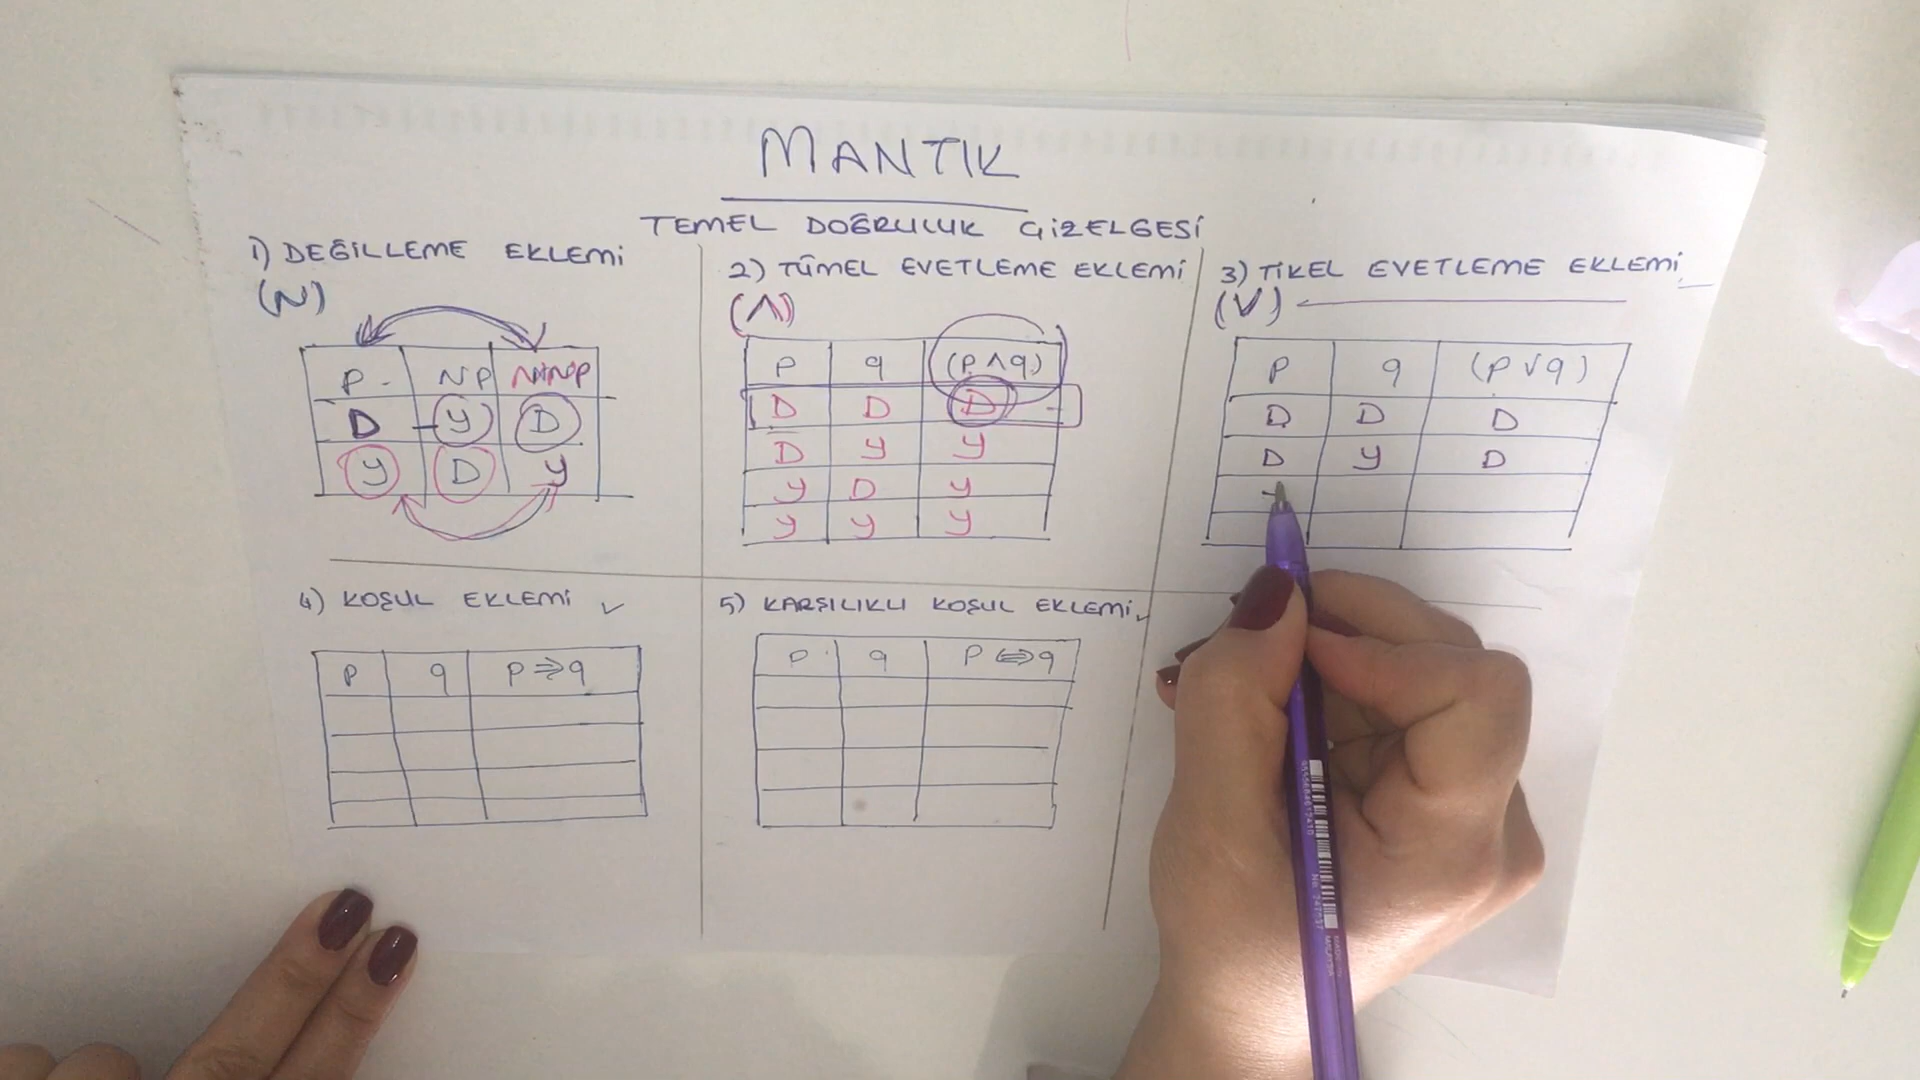 MANTIK
TEMEL DOĞRULUK ÇİZELGESİ
1) DEĞİLLEME EKLEMİ
(N)
P NP NNP
D Y D
Y D Y
2) TÜMEL EVETLEME EKLEMİ
(Λ)
P q (P Λ q)
D D D
D Y Y
Y D Y
Y Y Y
3) TİKEL EVETLEME EKLEMİ
(V)
P q (P V q)
D D D
D Y D
4) KOŞUL EKLEMİ
P q P ⇒ q
5) KARŞILIKLI KOŞUL EKLEMİ
P q P ⇔ q